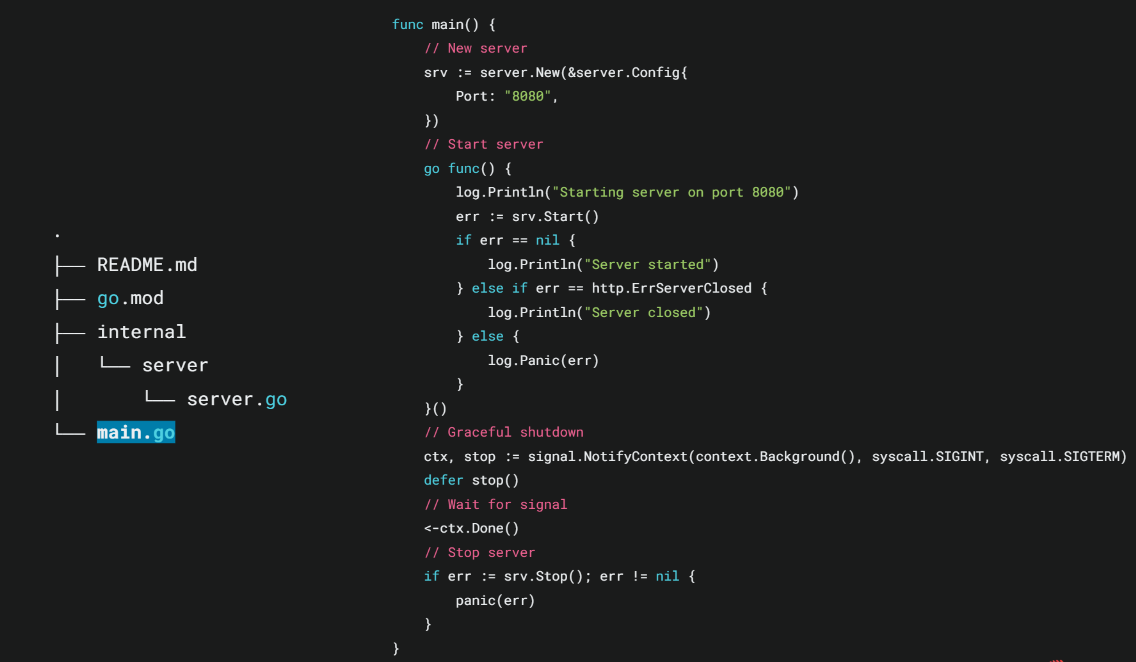 .
├── README.md
├── go.mod
├── internal
│   └── server
│       └── server.go
└── main.go
func main() {
    // New server
    srv := server.New(&server.Config{
        Port: "8080",
    })
    // Start server
    go func() {
        log.Println("Starting server on port 8080")
        err := srv.Start()
        if err == nil {
            log.Println("Server started")
        } else if err == http.ErrServerClosed {
            log.Println("Server closed")
        } else {
            log.Panic(err)
        }
    }()
    // Graceful shutdown
    ctx, stop := signal.NotifyContext(context.Background(), syscall.SIGINT, syscall.SIGTERM)
    defer stop()
    // Wait for signal
    <-ctx.Done()
    // Stop server
    if err := srv.Stop(); err != nil {
        panic(err)
    }
}